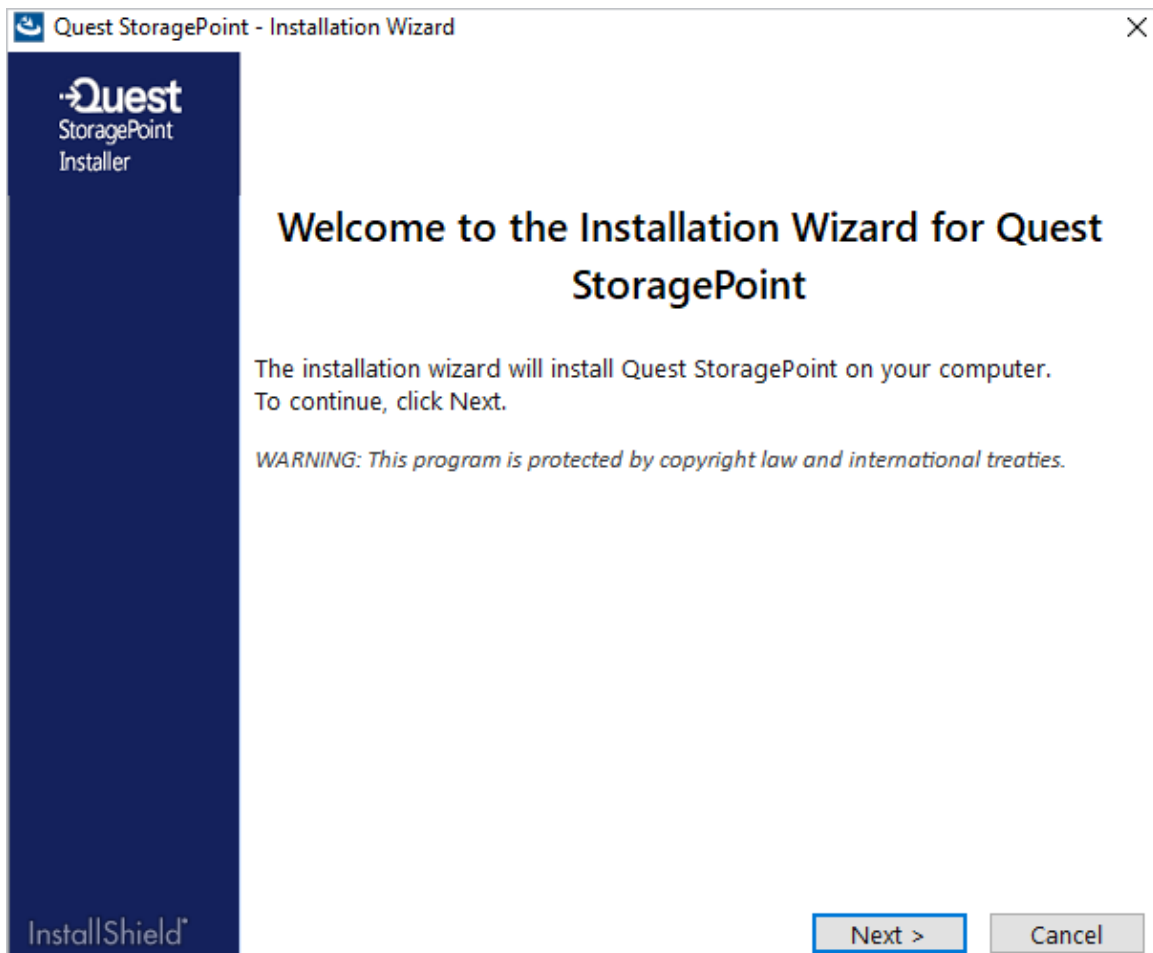 Quest StoragePoint - Installation Wizard
Quest
StoragePoint
Installer
Welcome to the Installation Wizard for Quest
StoragePoint
The installation wizard will install Quest StoragePoint on your computer.
To continue, click Next.
WARNING: This program is protected by copyright law and international treaties.
InstallShield
Next >
Cancel